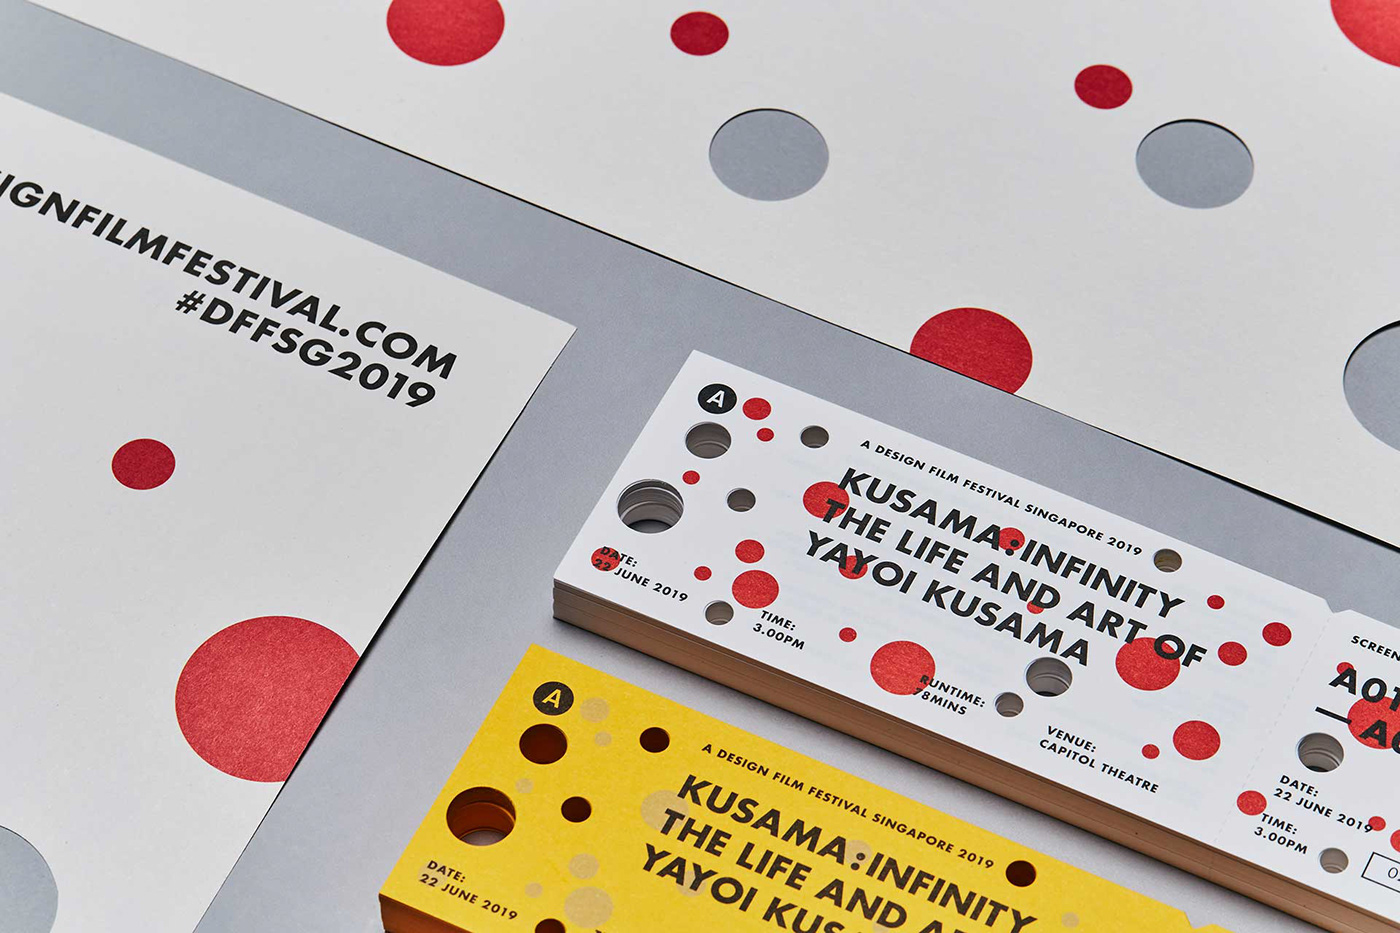 IGNFILMFESTIVAL.COM
#DFFSG2019
A
A DESIGN FILM FESTIVAL SINGAPORE 2019
KUSAMA:INFINITY
THE LIFE AND ART OF
YAYOI KUSAMA
DATE:
22 JUNE 2019
TIME:
3.00PM
RUNTIME:
78MINS
VENUE:
CAPITOL THEATRE
SCREEN
A01
— A0
DATE:
22 JUNE 2019
TIME:
3.00PM
A
A DESIGN FILM FESTIVAL SINGAPORE 2019
KUSAMA:INFINITY
THE LIFE AND A
YAYOI KUS
DATE:
22 JUNE 2019